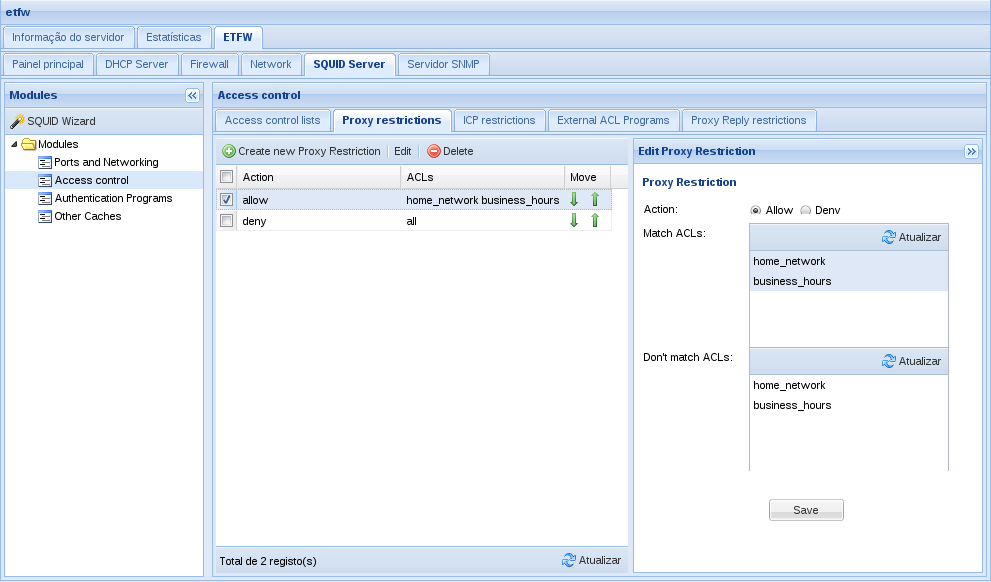 etfw
Informação do servidor Estatísticas ETFW
Painel principal DHCP Server Firewall Network SQUID Server Servidor SNMP
Modules
SQUID Wizard
Modules
Ports and Networking
Access control
Authentication Programs
Other Caches
Access control
Access control lists Proxy restrictions ICP restrictions External ACL Programs Proxy Reply restrictions
Create new Proxy Restriction Edit Delete
Action ACLs Move
allow home_network business_hours
deny all
Total de 2 registo(s) Atualizar
Edit Proxy Restriction
Proxy Restriction
Action: Allow Deny
Match ACLs: Atualizar
home_network
business_hours
Don't match ACLs: Atualizar
home_network
business_hours
Save